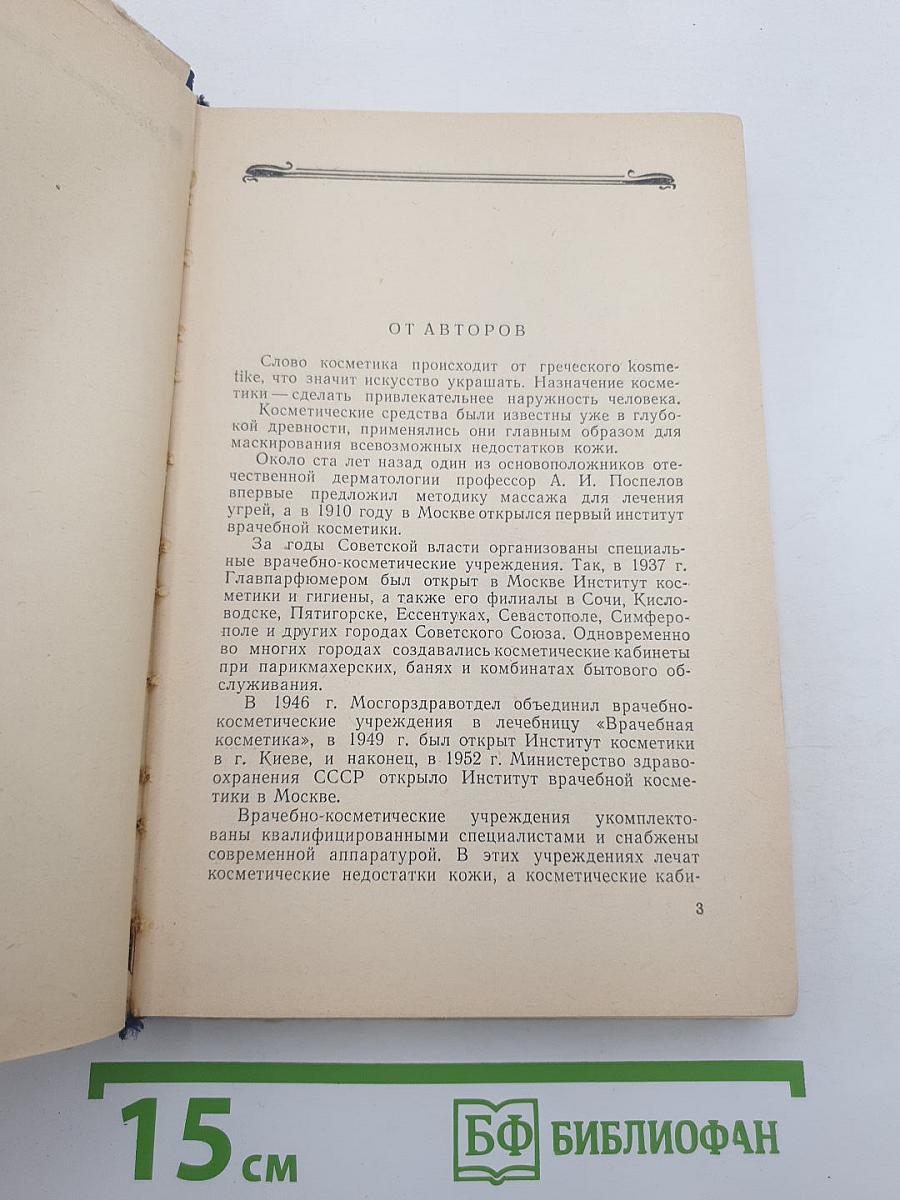 ОТ АВТОРОВ
Слово косметика происходит от греческого kosme-
tike, что значит искусство украшать. Назначение косме-
тики — сделать привлекательнее наружность человека.
Косметические средства были известны уже в глубо-
кой древности, применялись они главным образом для
маскирования всевозможных недостатков кожи.
Около ста лет назад один из основоположников оте-
чественной дерматологии профессор А. И. Поспелов
впервые предложил методику массажа для лечения
угрей, а в 1910 году в Москве открылся первый институт
врачебной косметики.
За годы Советской власти организованы специаль-
ные врачебно-косметические учреждения. Так, в 1937 г.
Главпарфюмером был открыт в Москве Институт кос-
метики и гигиены, а также его филиалы в Сочи, Кисло-
водске, Пятигорске, Ессентуках, Севастополе, Симферо-
поле и других городах Советского Союза. Одновременно
во многих городах создавались косметические кабинеты
при парикмахерских, банях и комбинатах бытового об-
служивания.
В 1946 г. Мосгорздравотдел объединил врачебно-
косметические учреждения в лечебницу «Врачебная
косметика», в 1949 г. был открыт Институт косметики
в г. Киеве, и наконец, в 1952 г. Министерство здраво-
охранения СССР открыло Институт врачебной косме-
тики в Москве.
Врачебно-косметические учреждения укомплекто-
ваны квалифицированными специалистами и снабжены
современной аппаратурой. В этих учреждениях лечат
косметические недостатки кожи, а косметические каби-
3
15 см
БФ БИБЛИОФАН